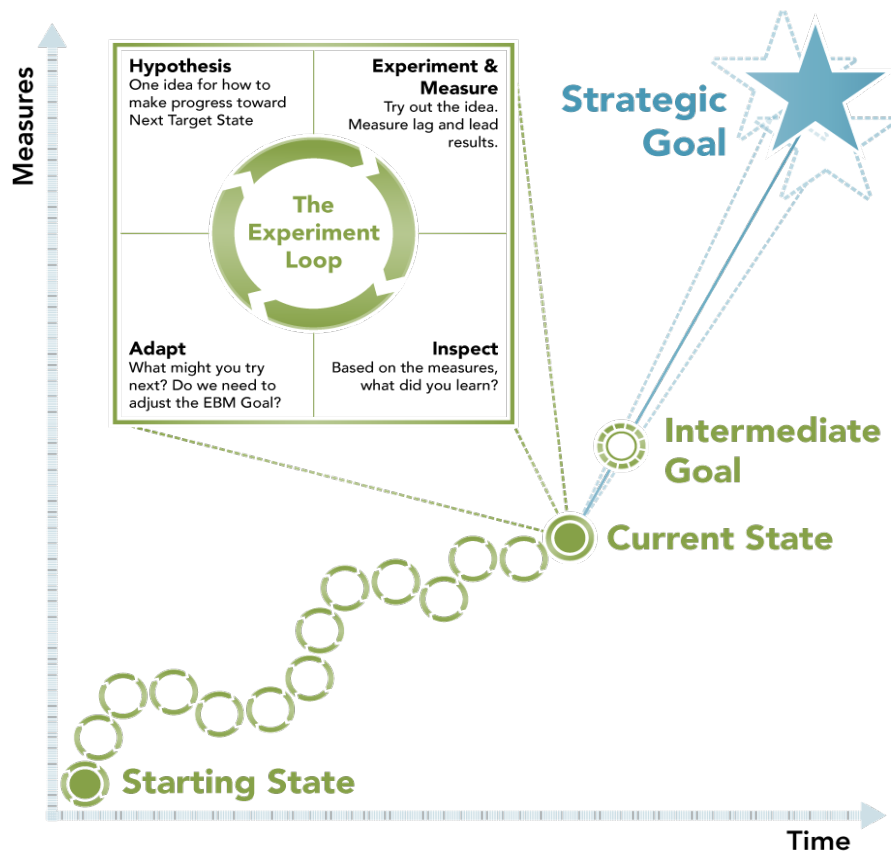 Measures
Hypothesis
One idea for how to
make progress toward
Next Target State
Experiment &
Measure
Try out the idea.
Measure lag and lead
results.
The
Experiment
Loop
Adapt
What might you try
next? Do we need to
adjust the EBM Goal?
Inspect
Based on the measures,
what did you learn?
Strategic
Goal
Intermediate
Goal
Current State
Starting State
Time